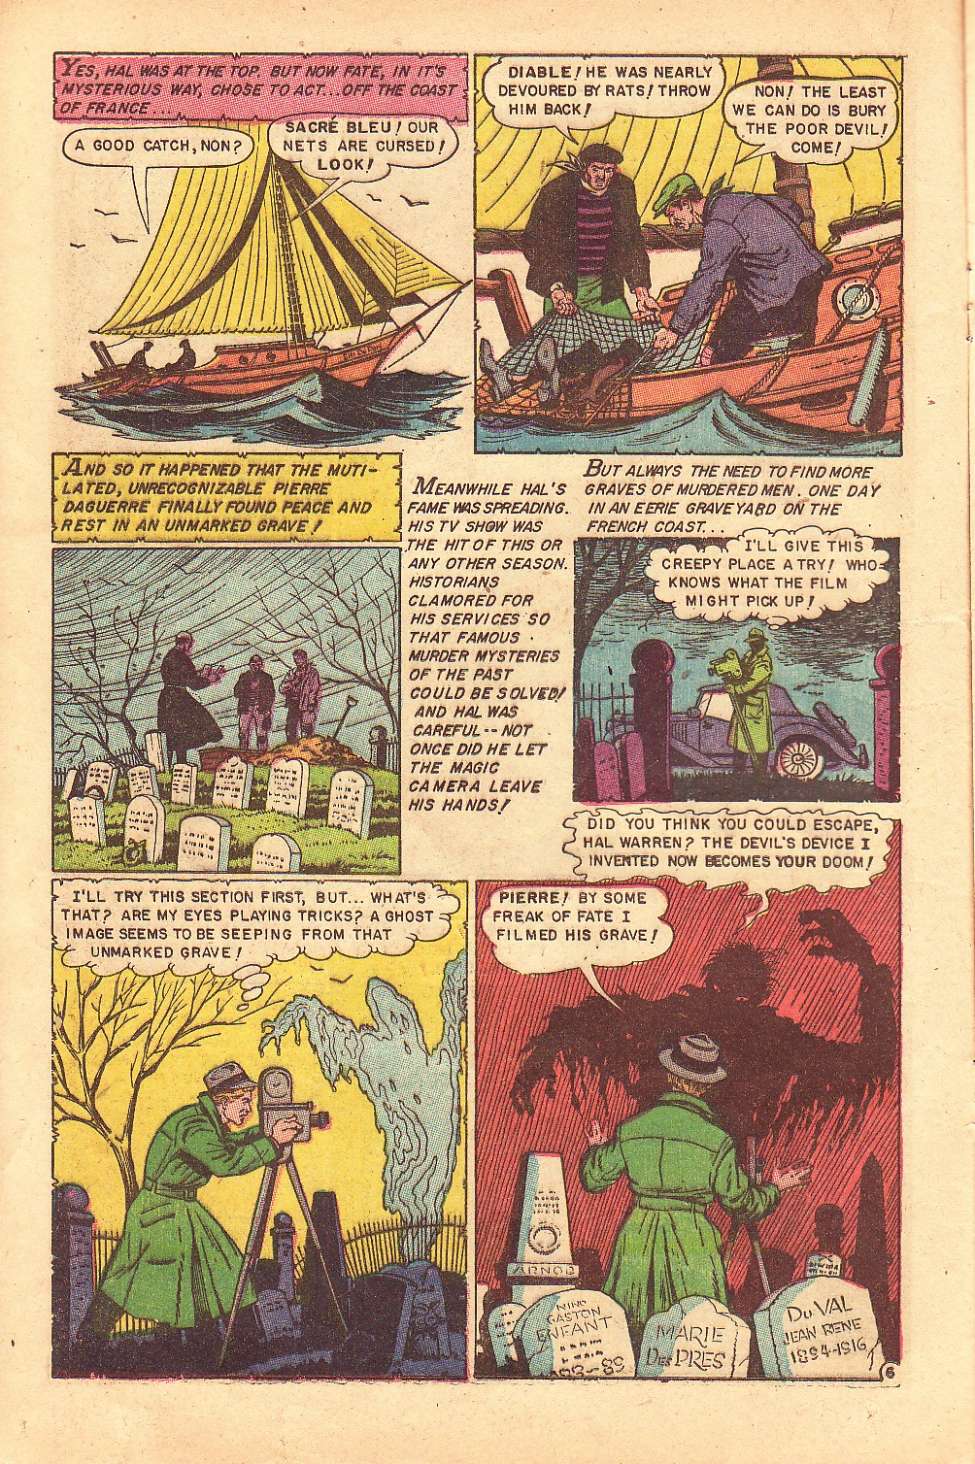 YES, HAL WAS AT THE TOP. BUT NOW FATE, IN IT'S
MYSTERIOUS WAY, CHOSE TO ACT...OFF THE COAST
OF FRANCE...
A GOOD CATCH, NON?
SACRÉ BLEU! OUR
NETS ARE CURSED!
LOOK!
DIABLE! HE WAS NEARLY
DEVOURED BY RATS! THROW
HIM BACK!
NON! THE LEAST
WE CAN DO IS BURY
THE POOR DEVIL!
COME!
AND SO IT HAPPENED THAT THE MUTI-
LATED, UNRECOGNIZABLE PIERRE
DAGUERRE FINALLY FOUND PEACE AND
REST IN AN UNMARKED GRAVE!
MEANWHILE HAL'S
FAME WAS SPREADING.
HIS TV SHOW WAS
THE HIT OF THIS OR
ANY OTHER SEASON.
HISTORIANS
CLAMORED FOR
HIS SERVICES SO
THAT FAMOUS
MURDER MYSTERIES
OF THE PAST
COULD BE SOLVED!
AND HAL WAS
CAREFUL--NOT
ONCE DID HE LET
THE MAGIC
CAMERA LEAVE
HIS HANDS!
BUT ALWAYS THE NEED TO FIND MORE
GRAVES OF MURDERED MEN. ONE DAY
IN AN EERIE GRAVEYARD ON THE
FRENCH COAST...
I'LL GIVE THIS
CREEPY PLACE A TRY! WHO
KNOWS WHAT THE FILM
MIGHT PICK UP!
I'LL TRY THIS SECTION FIRST, BUT... WHAT'S
THAT? ARE MY EYES PLAYING TRICKS? A GHOST
IMAGE SEEMS TO BE SEEPING FROM THAT
UNMARKED GRAVE!
DID YOU THINK YOU COULD ESCAPE,
HAL WARREN? THE DEVIL'S DEVICE I
INVENTED NOW BECOMES YOUR DOOM!
PIERRE! BY SOME
FREAK OF FATE I
FILMED HIS GRAVE!
ARNOD
NINO
GASTON
ENFANT
MARIE
DES PRES
DU VAL
JEAN RENE
1894-1916
6